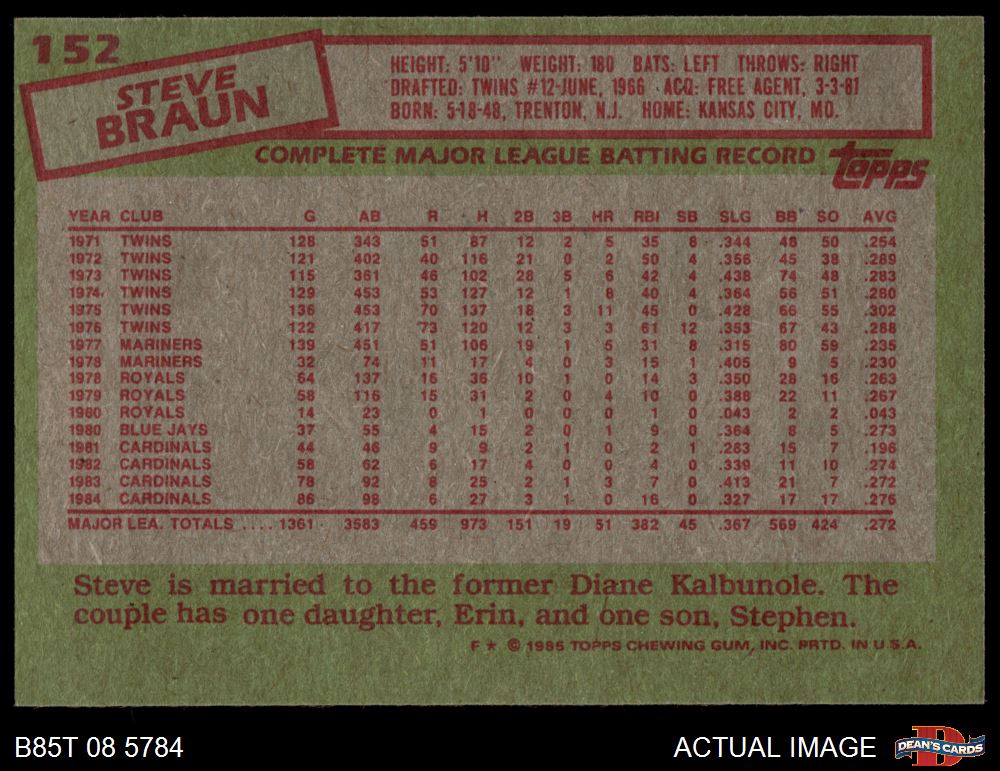 152
STEVE
BRAUN
HEIGHT: 5'10" WEIGHT: 180 BATS: LEFT THROWS: RIGHT
DRAFTED: TWINS #12-JUNE, 1966 · ACQ: FREE AGENT, 3-3-81
BORN: 5-18-48, TRENTON, N.J. HOME: KANSAS CITY, MO.
COMPLETE MAJOR LEAGUE BATTING RECORD
topps
YEAR CLUB G AB R H 2B 3B HR RBI SB SLG BB SO AVG
1971 TWINS 128 343 51 87 12 2 5 35 8 .344 48 50 .254
1972 TWINS 121 402 40 116 21 0 2 50 4 .356 45 38 .289
1973 TWINS 115 361 46 102 28 5 6 42 4 .438 74 48 .283
1974 TWINS 129 453 53 127 12 1 8 40 4 .364 56 51 .280
1975 TWINS 136 453 70 137 18 3 11 45 0 .428 66 55 .302
1976 TWINS 122 417 73 120 12 3 3 61 12 .353 67 43 .288
1977 MARINERS 139 451 51 106 19 1 5 31 8 .315 80 59 .235
1978 MARINERS 32 74 11 17 4 0 3 15 1 .405 9 5 .230
1978 ROYALS 64 137 16 36 10 1 0 14 3 .350 28 16 .263
1979 ROYALS 58 116 15 31 2 0 4 10 0 .388 22 11 .267
1980 ROYALS 14 23 0 1 0 0 0 1 0 .043 2 2 .043
1980 BLUE JAYS 37 55 4 15 2 0 1 9 0 .364 8 5 .273
1981 CARDINALS 44 46 9 9 2 1 0 2 1 .283 15 7 .196
1982 CARDINALS 58 62 6 17 4 0 0 4 0 .339 11 10 .274
1983 CARDINALS 78 92 8 25 2 1 3 7 0 .413 21 7 .272
1984 CARDINALS 86 98 6 27 3 1 0 16 0 .327 17 17 .276
MAJOR LEA. TOTALS .... 1361 3583 459 973 151 19 51 382 45 .367 569 424 .272
Steve is married to the former Diane Kalbunole. The
couple has one daughter, Erin, and one son, Stephen.
F * © 1985 TOPPS CHEWING GUM, INC. PRTD. IN U.S.A.
B85T 08 5784
ACTUAL IMAGE
D
DEAN'S CARDS